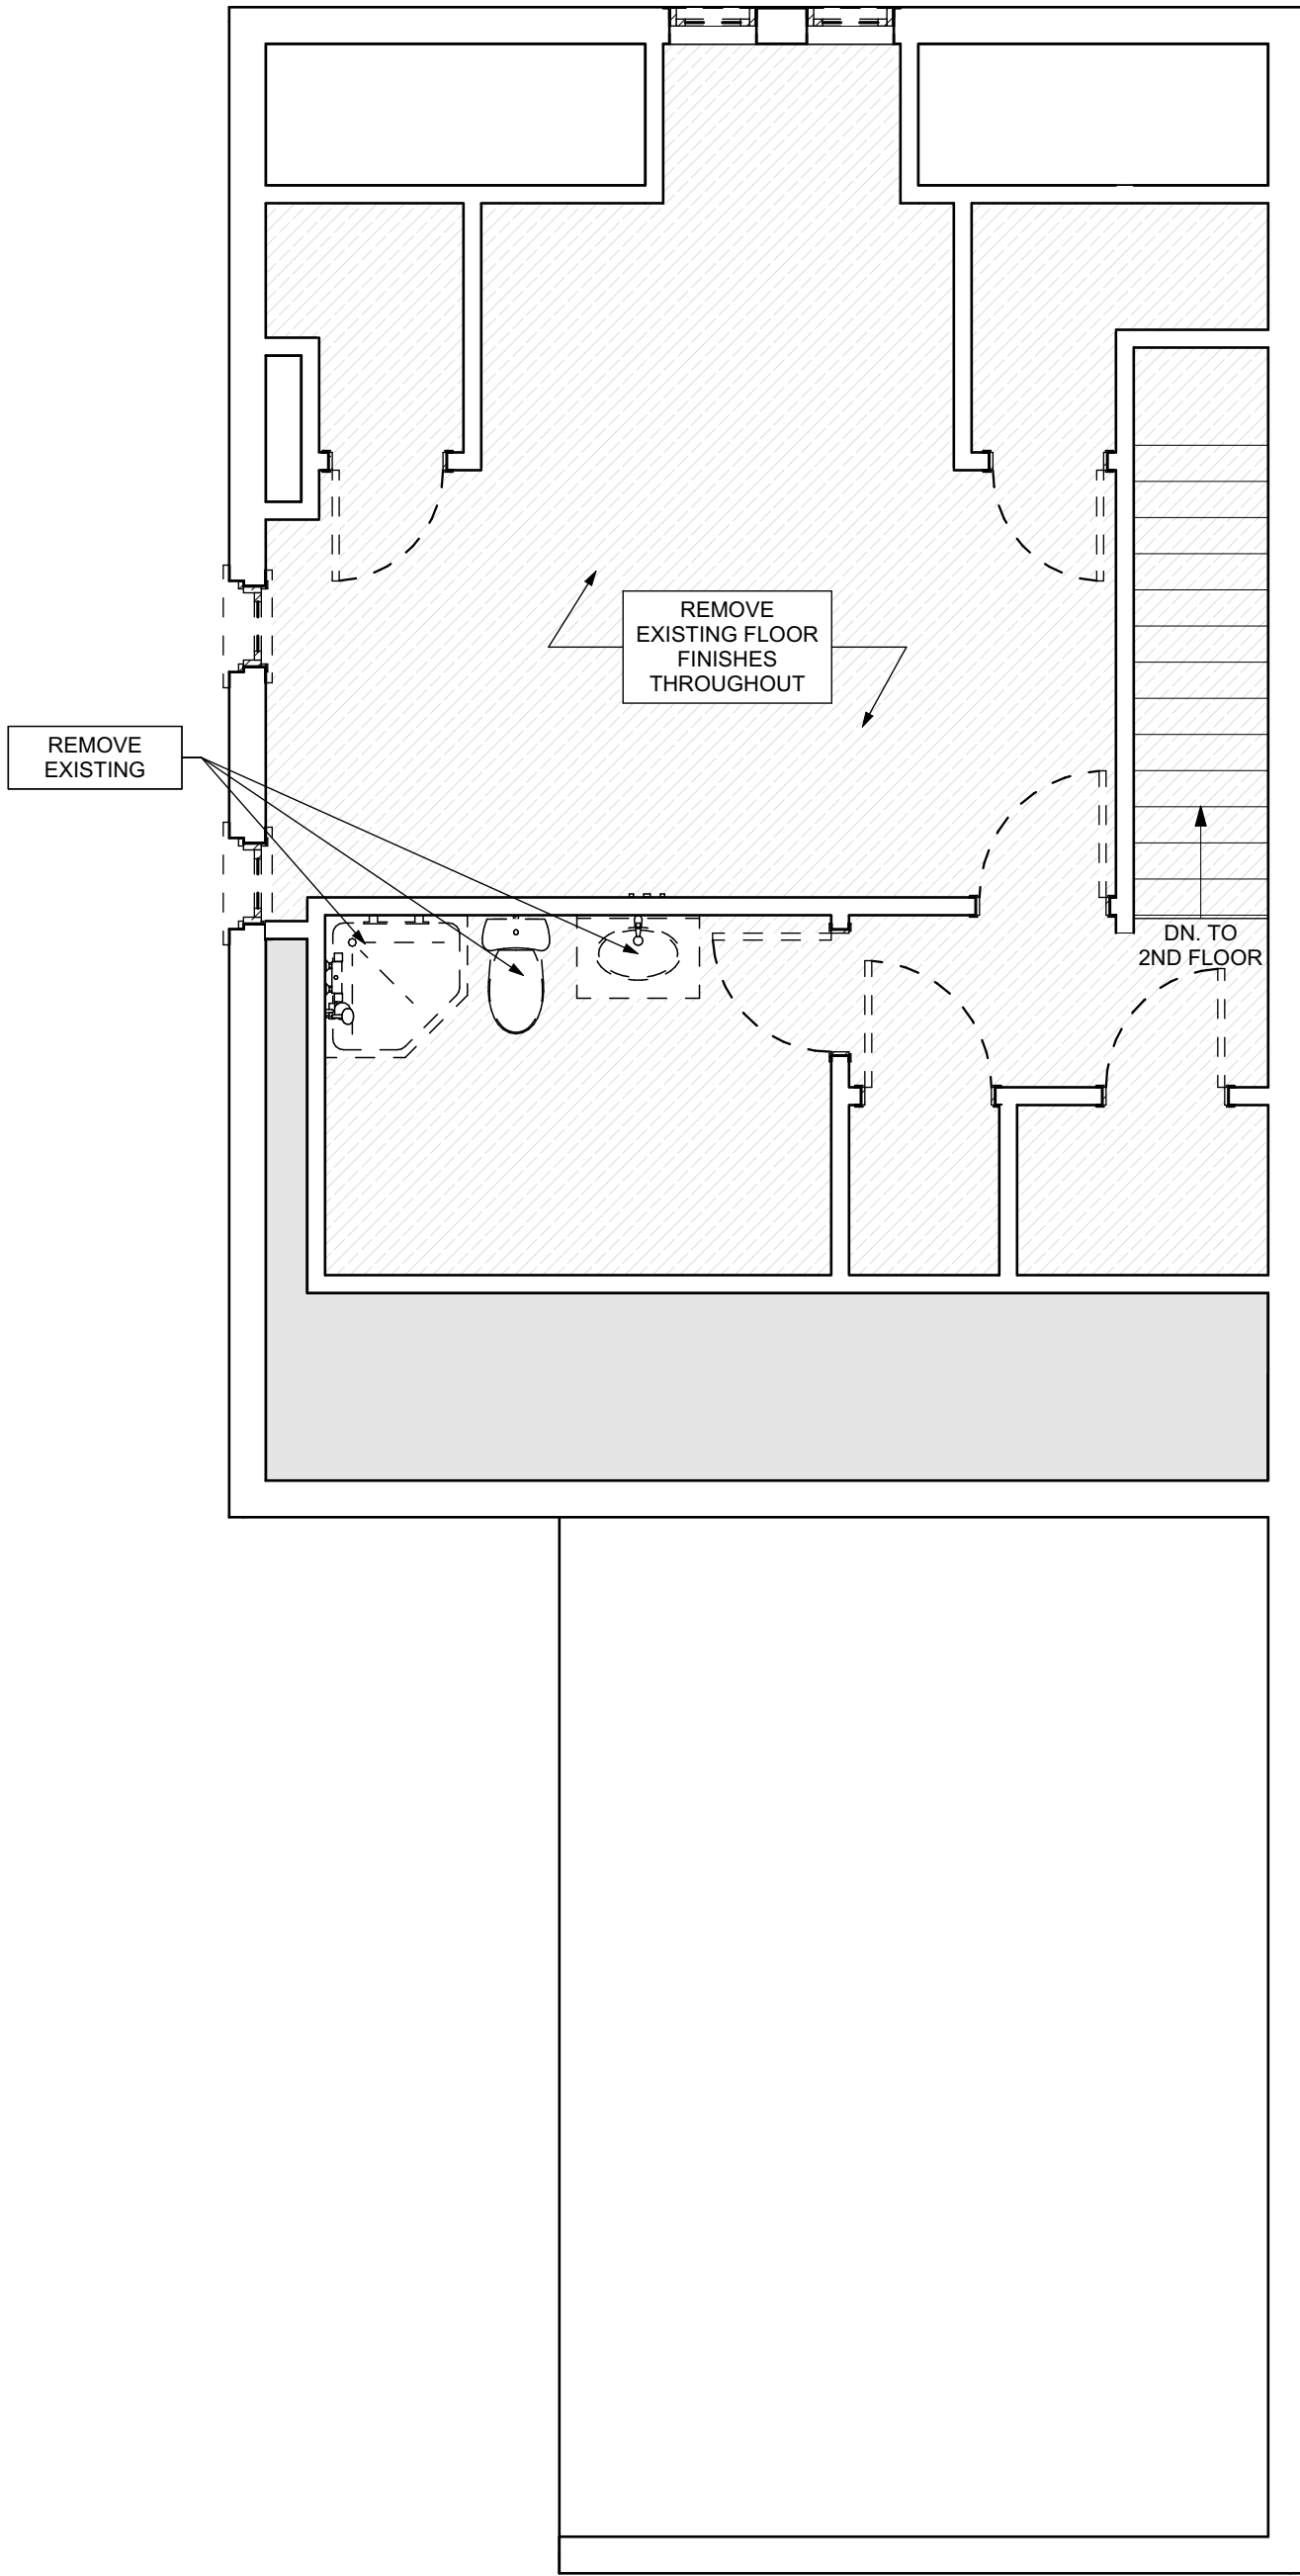 REMOVE
EXISTING FLOOR
FINISHES
THROUGHOUT
REMOVE
EXISTING
DN. TO
2ND FLOOR